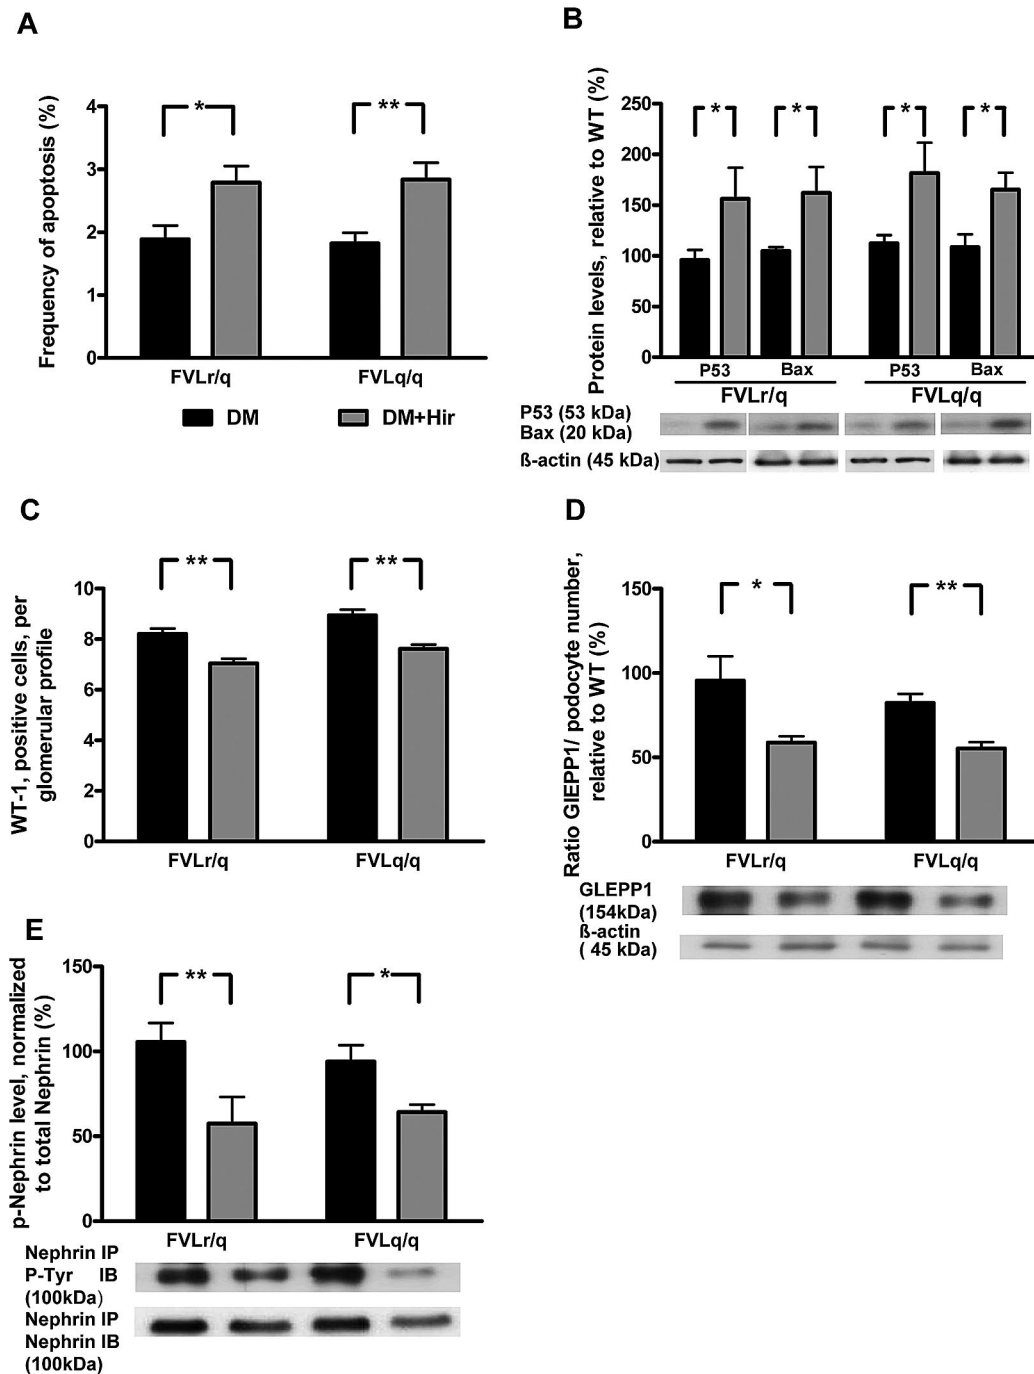 A
Frequency of apoptosis (%)
4
3
2
1
0
*
**
FVLr/q
FVLq/q
DM
DM+Hir
B
Protein levels, relative to WT (%)
250
200
150
100
50
0
*
*
*
*
P53
Bax
P53
Bax
FVLr/q
FVLq/q
P53 (53 kDa)
Bax (20 kDa)
ß-actin (45 kDa)
C
WT-1, positive cells, per
glomerular profile
10
8
6
4
2
0
**
**
FVLr/q
FVLq/q
D
Ratio GlEPP1/ podocyte number,
relative to WT (%)
150
100
50
0
*
**
FVLr/q
FVLq/q
GLEPP1
(154kDa)
ß-actin
( 45 kDa)
E
p-Nephrin level, normalized
to total Nephrin (%)
150
100
50
0
**
*
FVLr/q
FVLq/q
Nephrin IP
P-Tyr IB
(100kDa)
Nephrin IP
Nephrin IB
(100kDa)